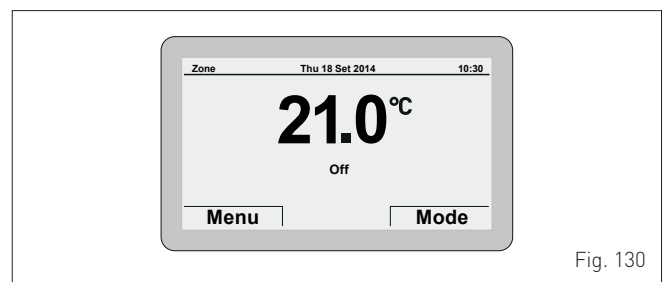 Zone Thu 18 Set 2014 10:30
21.0°C
Off
Menu Mode
Fig. 130